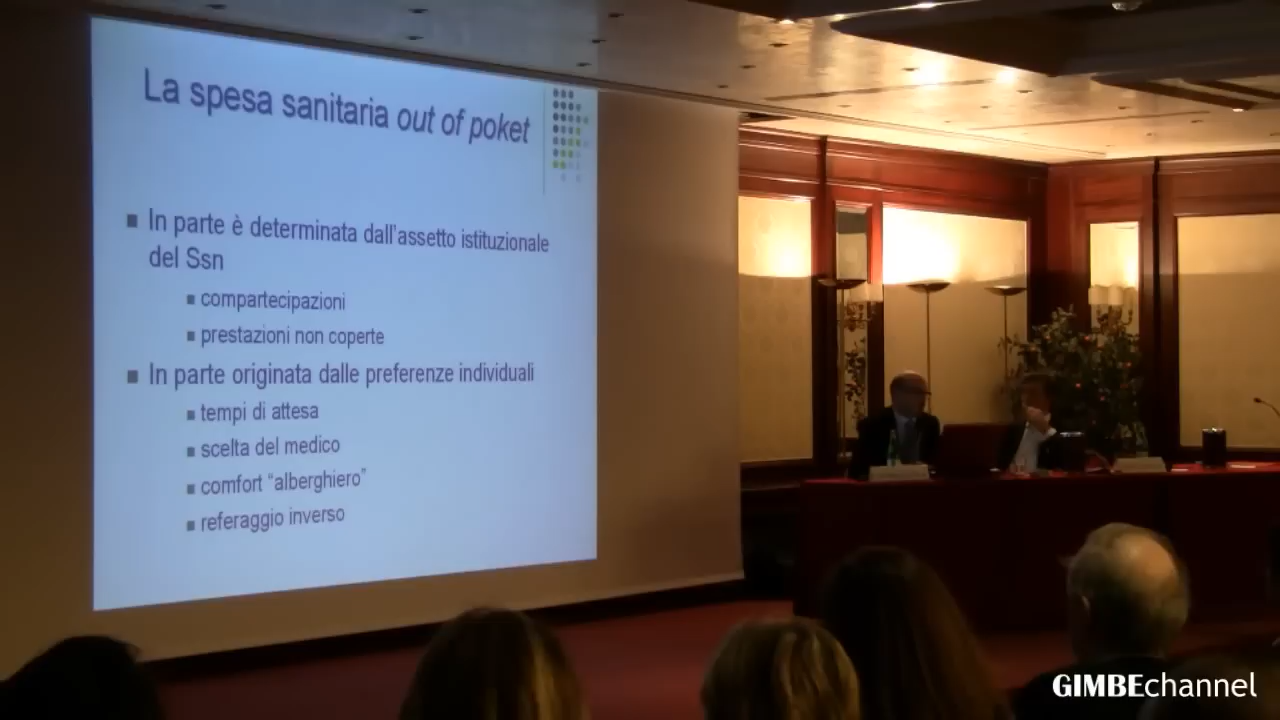 La spesa sanitaria out of poket
In parte è determinata dall'assetto istituzionale
del Ssn
compartecipazioni
prestazioni non coperte
In parte originata dalle preferenze individuali
tempi di attesa
scelta del medico
comfort "alberghiero"
referaggio inverso
GIMBEchannel